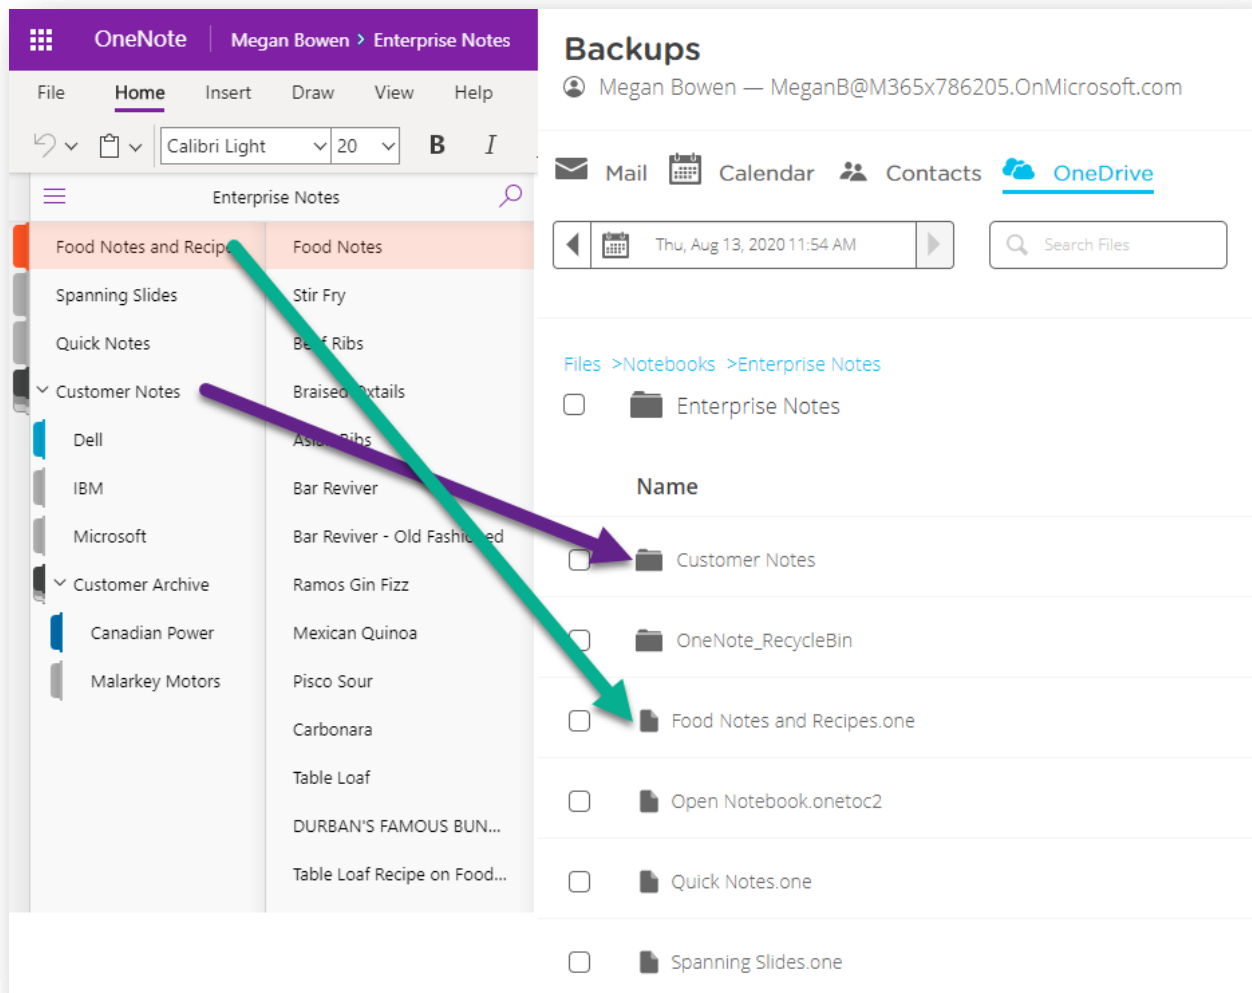 OneNote
Megan Bowen > Enterprise Notes
File Home Insert Draw View Help
Calibri Light 20 B I
Enterprise Notes
Food Notes and Recipe
Spanning Slides
Quick Notes
Customer Notes
Dell
IBM
Microsoft
Customer Archive
Canadian Power
Malarkey Motors
Food Notes
Stir Fry
Beef Ribs
Braised Oxtails
Asian Ribs
Bar Reviver
Bar Reviver - Old Fashioned
Ramos Gin Fizz
Mexican Quinoa
Pisco Sour
Carbonara
Table Loaf
DURBAN'S FAMOUS BUN...
Table Loaf Recipe on Food...
Backups
Megan Bowen — MeganB@M365x786205.OnMicrosoft.com
Mail Calendar Contacts OneDrive
Thu, Aug 13, 2020 11:54 AM
Search Files
Files >Notebooks >Enterprise Notes
Enterprise Notes
Name
Customer Notes
OneNote_RecycleBin
Food Notes and Recipes.one
Open Notebook.onetoc2
Quick Notes.one
Spanning Slides.one